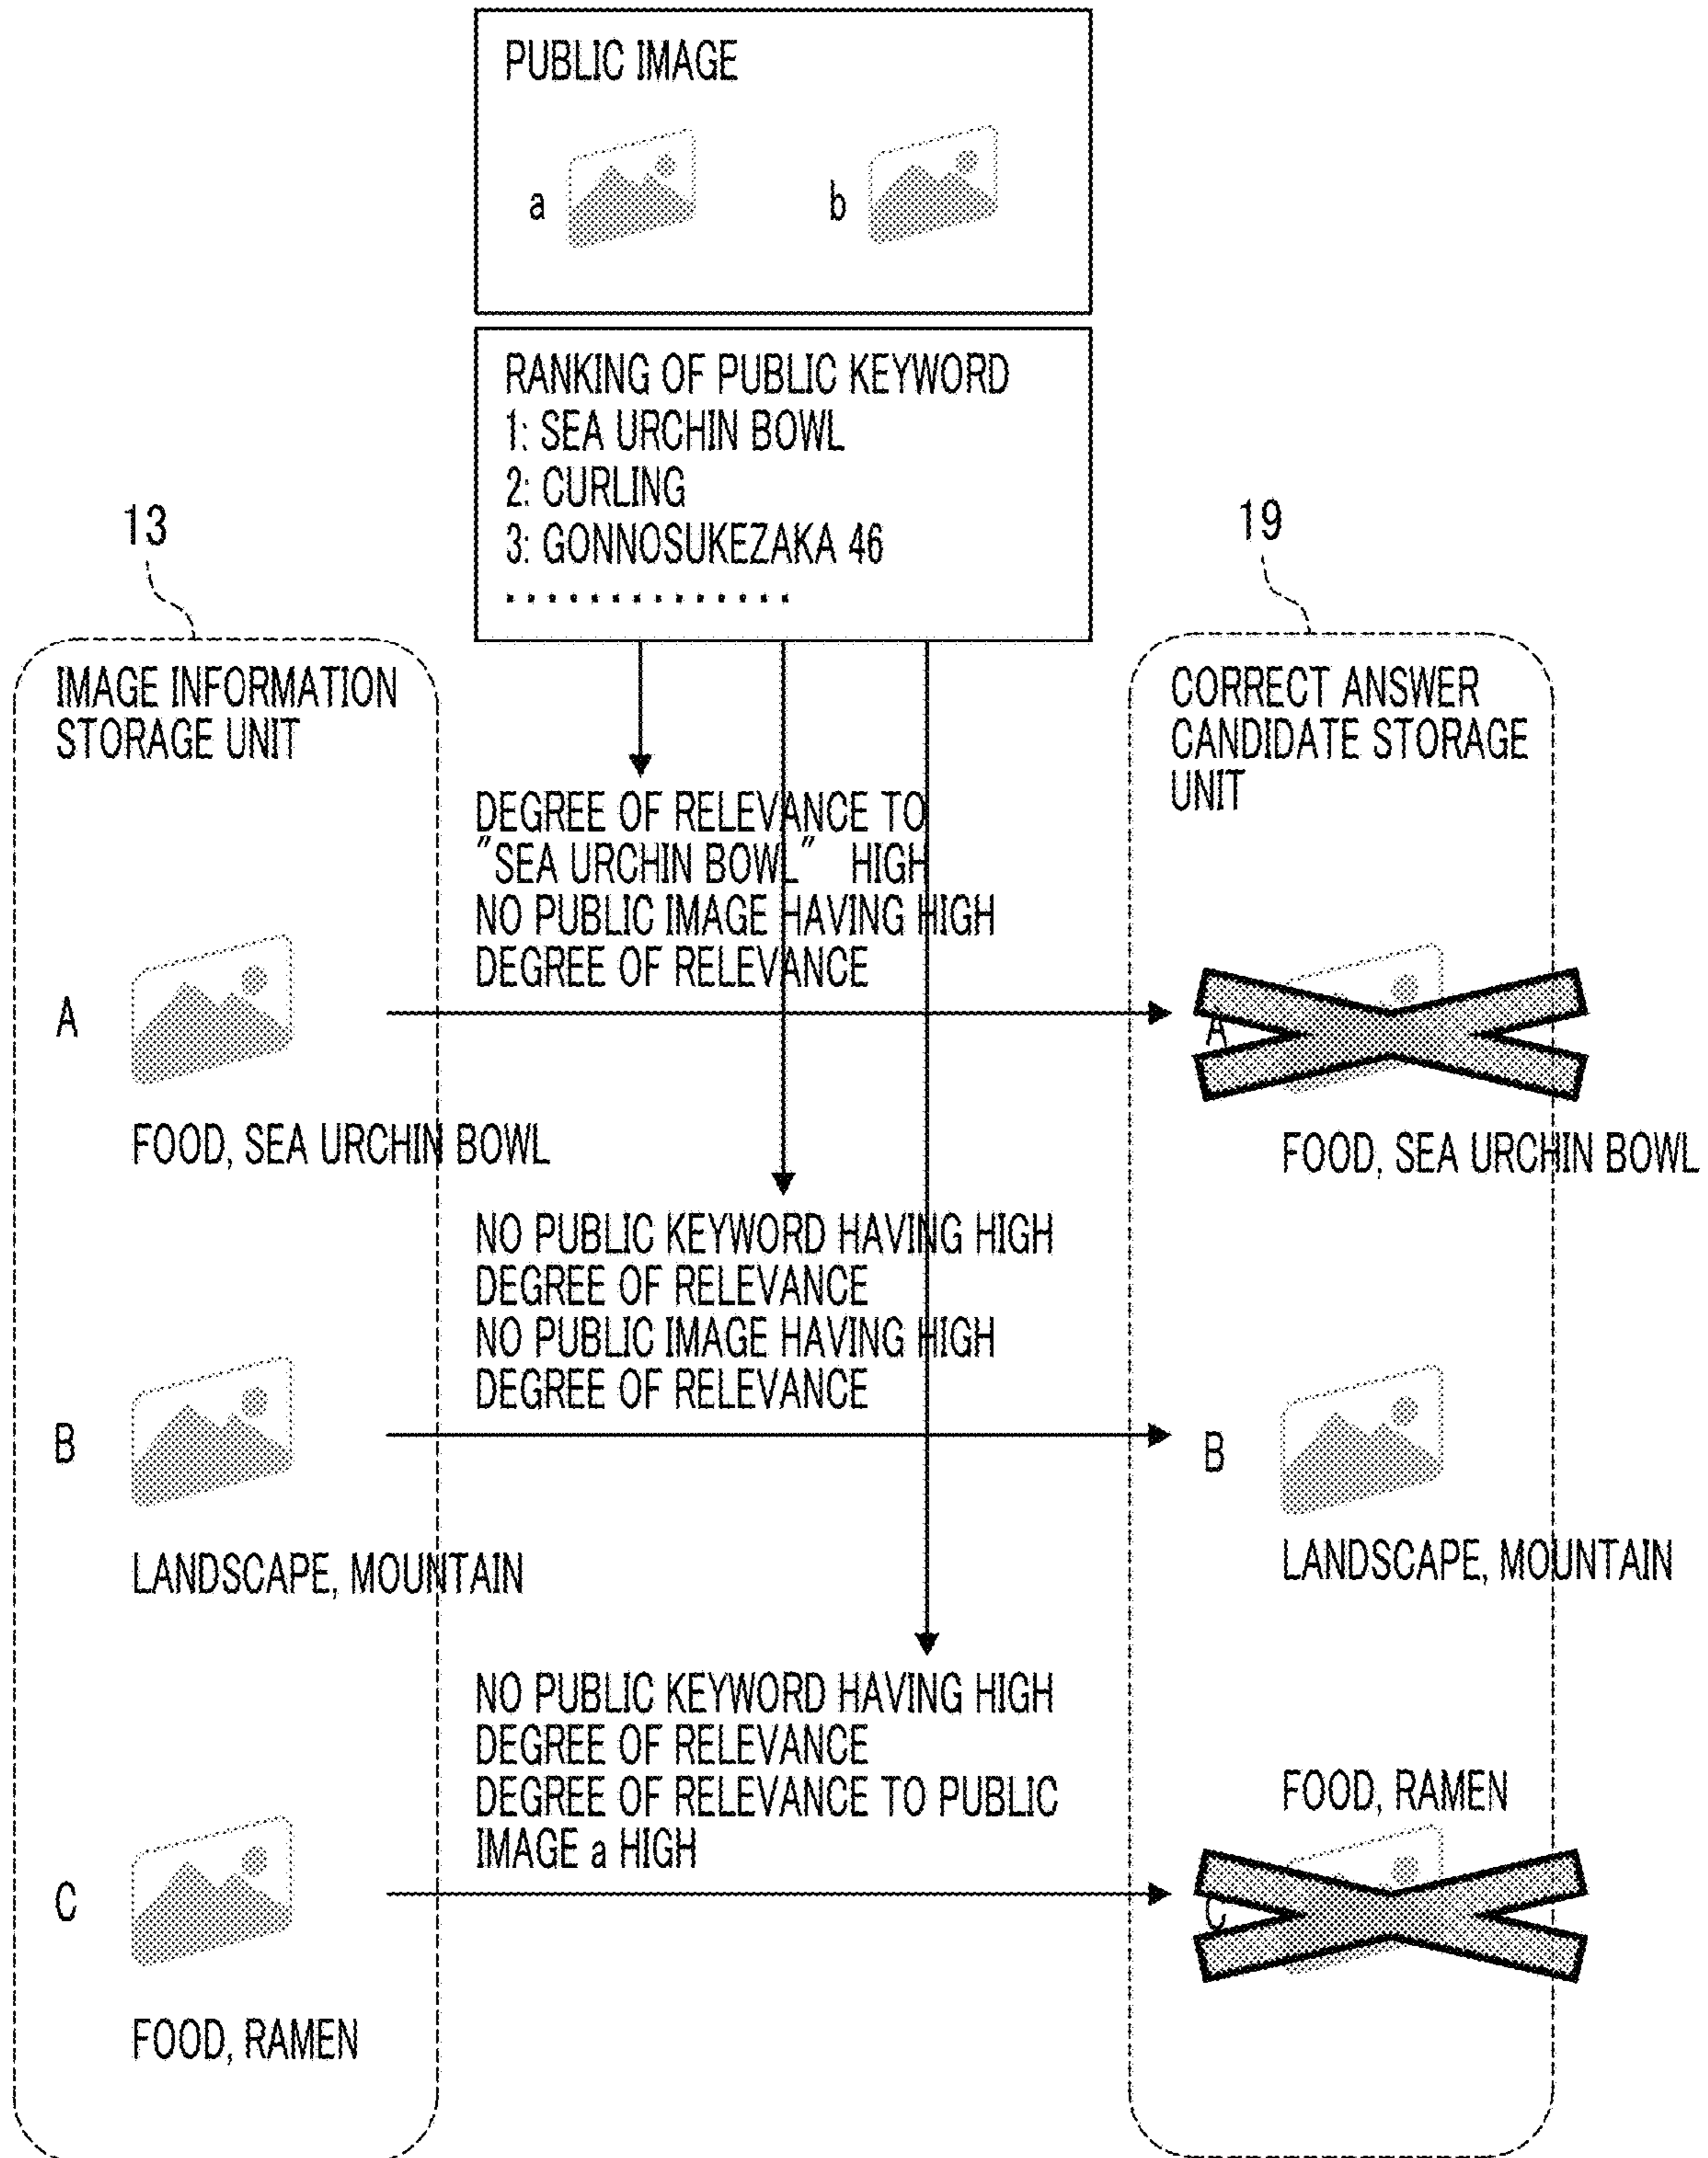 PUBLIC IMAGE
a
b
RANKING OF PUBLIC KEYWORD
1: SEA URCHIN BOWL
2: CURLING
3: GONNOSUKEZAKA 46
..............
13
IMAGE INFORMATION
STORAGE UNIT
19
CORRECT ANSWER
CANDIDATE STORAGE
UNIT
DEGREE OF RELEVANCE TO
"SEA URCHIN BOWL" HIGH
NO PUBLIC IMAGE HAVING HIGH
DEGREE OF RELEVANCE
A
A
FOOD, SEA URCHIN BOWL
FOOD, SEA URCHIN BOWL
NO PUBLIC KEYWORD HAVING HIGH
DEGREE OF RELEVANCE
NO PUBLIC IMAGE HAVING HIGH
DEGREE OF RELEVANCE
B
B
LANDSCAPE, MOUNTAIN
LANDSCAPE, MOUNTAIN
NO PUBLIC KEYWORD HAVING HIGH
DEGREE OF RELEVANCE
DEGREE OF RELEVANCE TO PUBLIC
IMAGE a HIGH
FOOD, RAMEN
C
C
FOOD, RAMEN